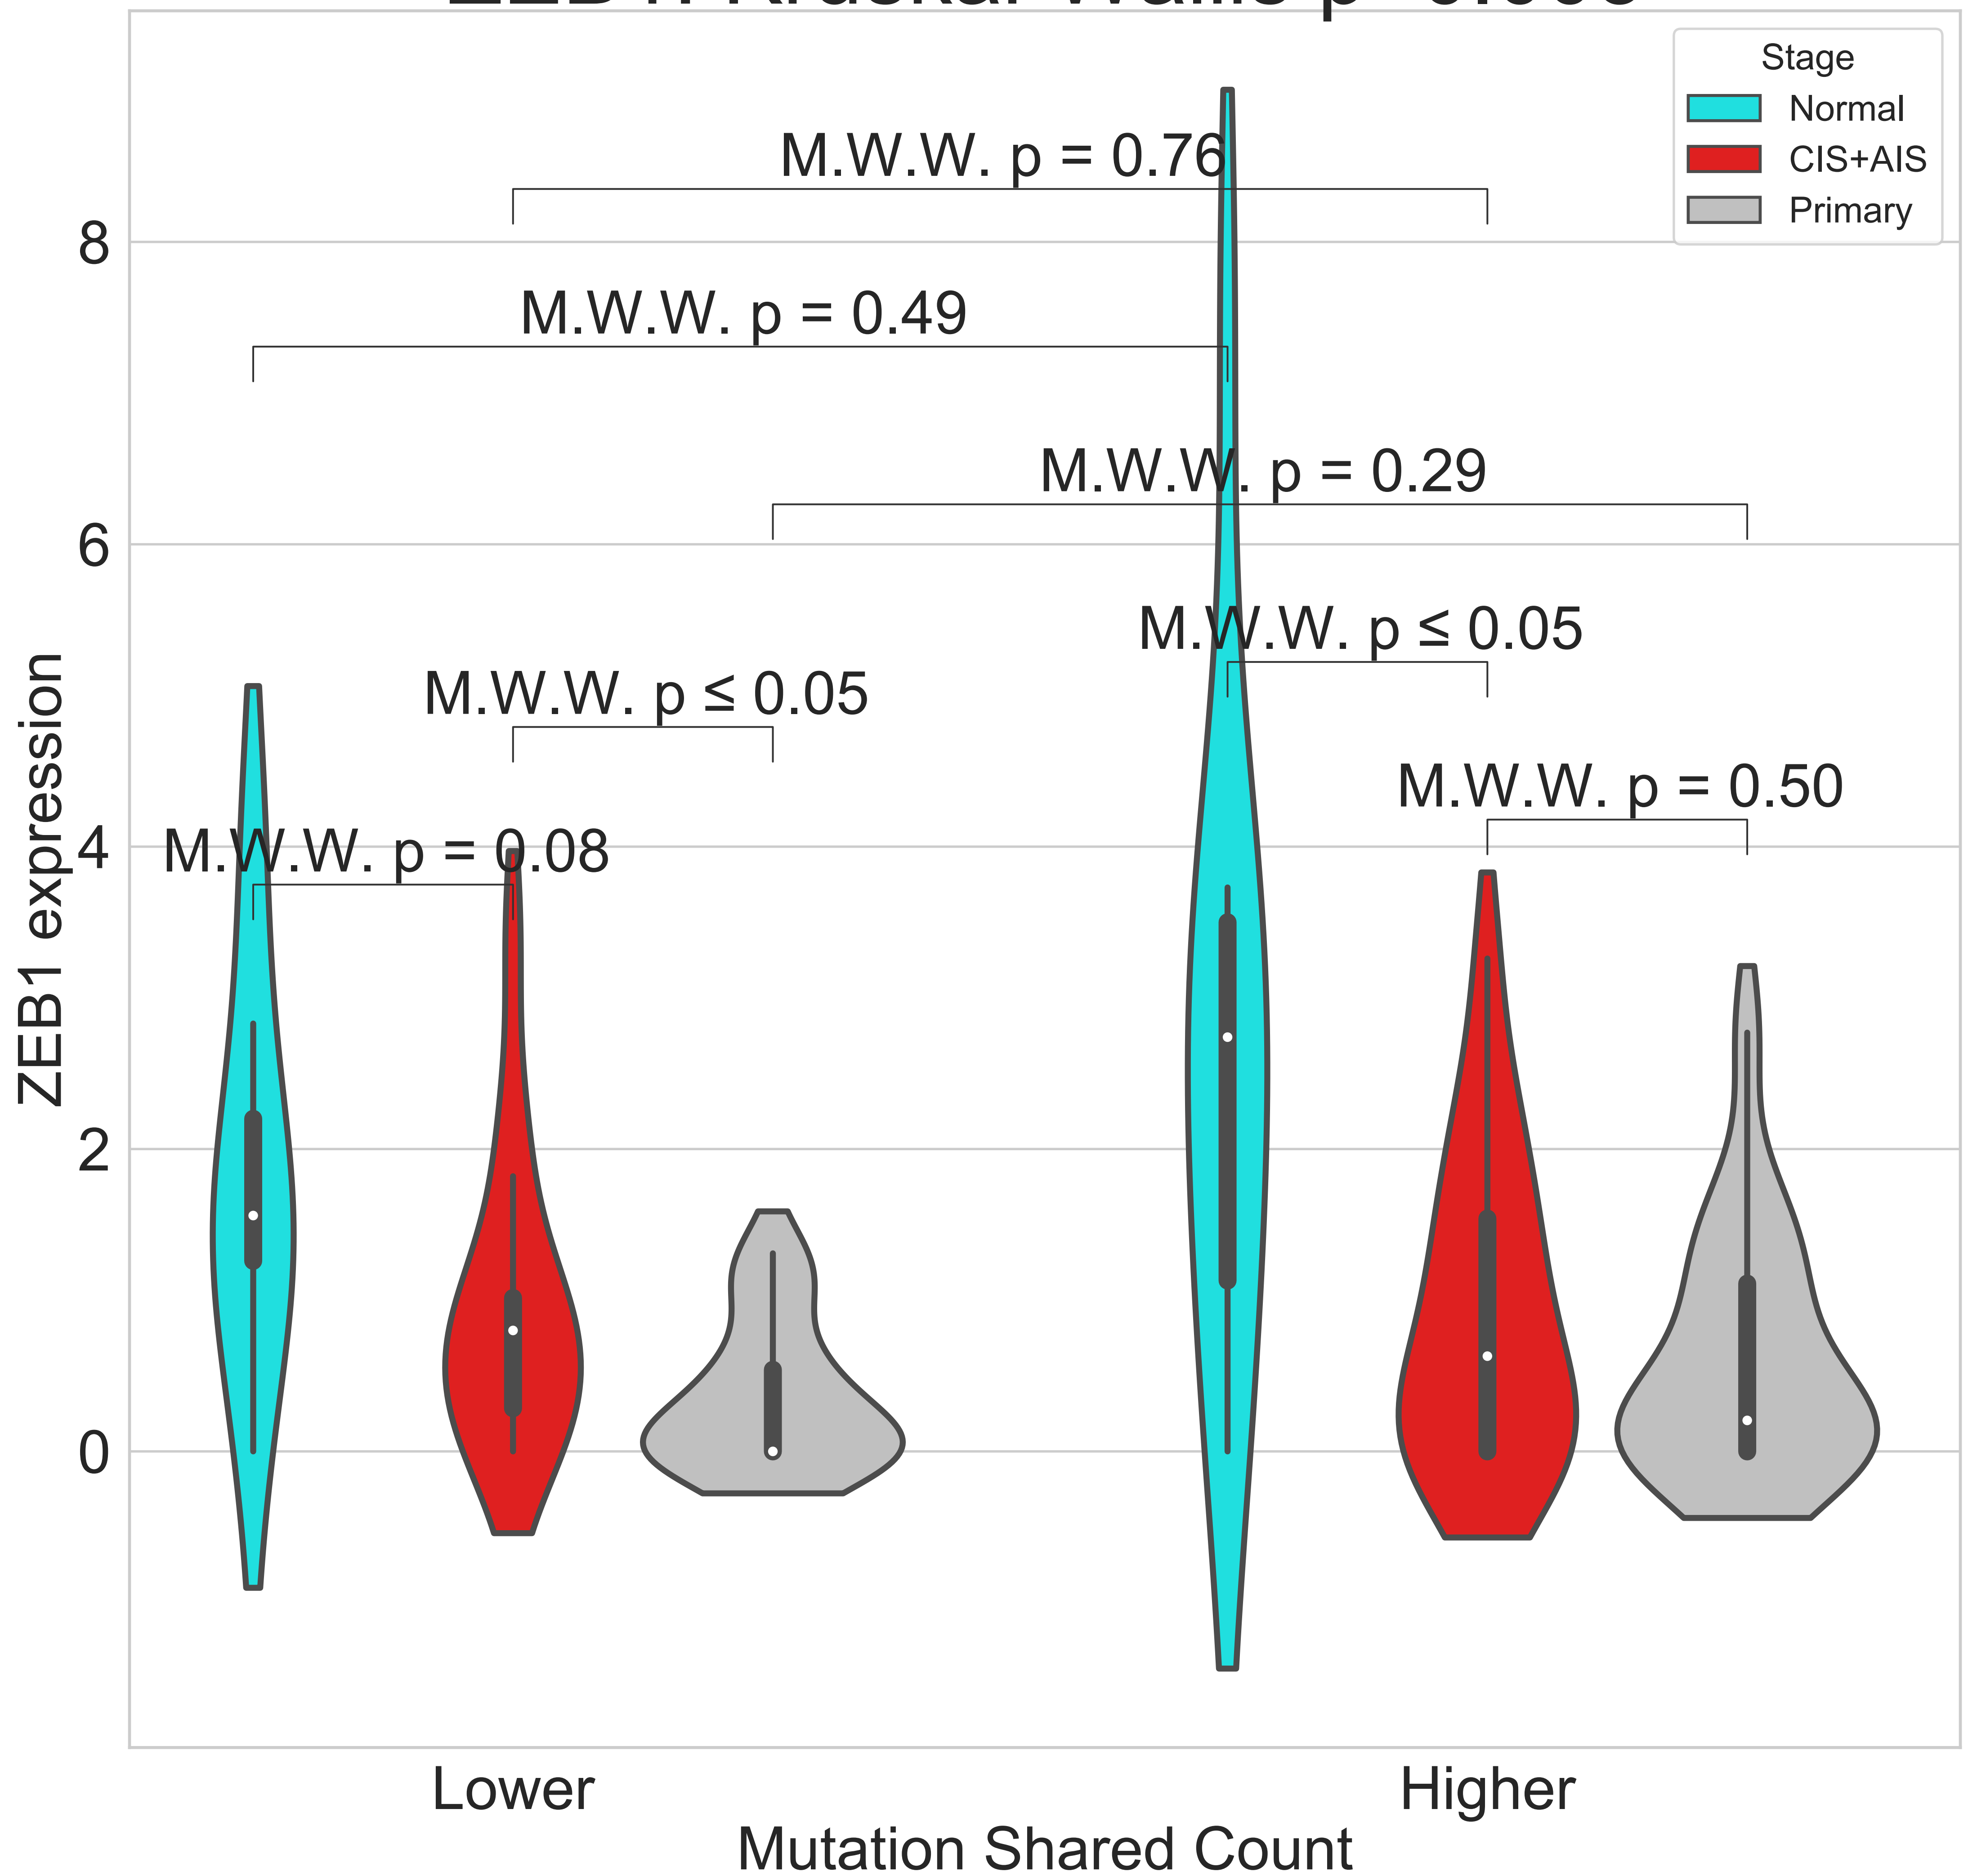 Stage
Normal
CIS+AIS
Primary
M.W.W. p = 0.76
8
M.W.W. p = 0.49
M.W.W. p = 0.29
6
M.W.W. p ≤ 0.05
M.W.W. p ≤ 0.05
M.W.W. p = 0.50
4
M.W.W. p = 0.08
ZEB1 expression
2
0
Lower
Higher
Mutation Shared Count